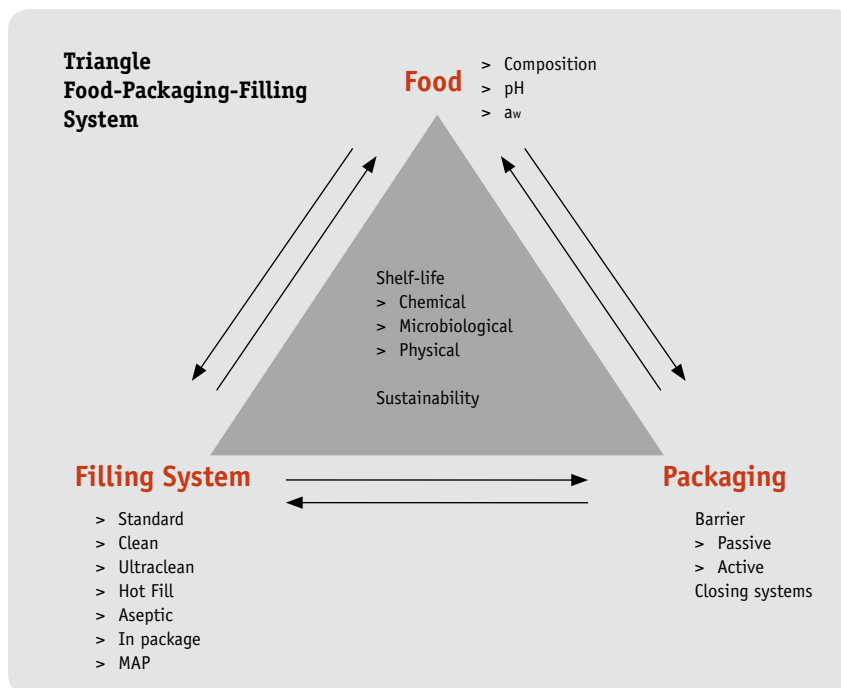 Triangle
Food-Packaging-Filling
System
Food
> Composition
> pH
> aw
Shelf-life
> Chemical
> Microbiological
> Physical
Sustainability
Filling System
> Standard
> Clean
> Ultraclean
> Hot Fill
> Aseptic
> In package
> MAP
Packaging
Barrier
> Passive
> Active
Closing systems